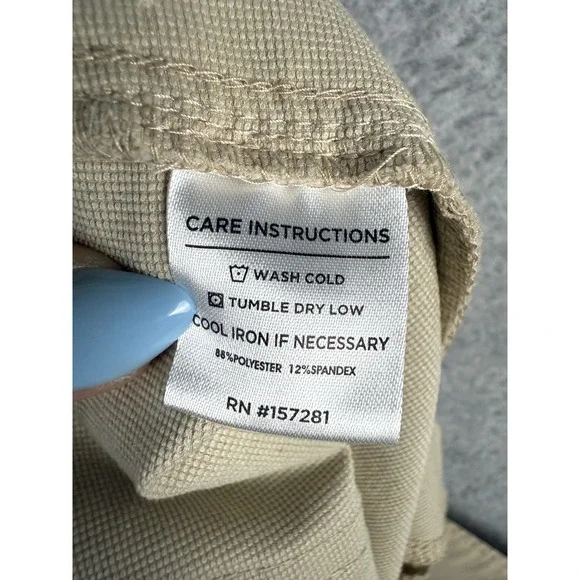 CARE INSTRUCTIONS
WASH COLD
TUMBLE DRY LOW
COOL IRON IF NECESSARY
88%POLYESTER 12%SPANDEX
RN #157281